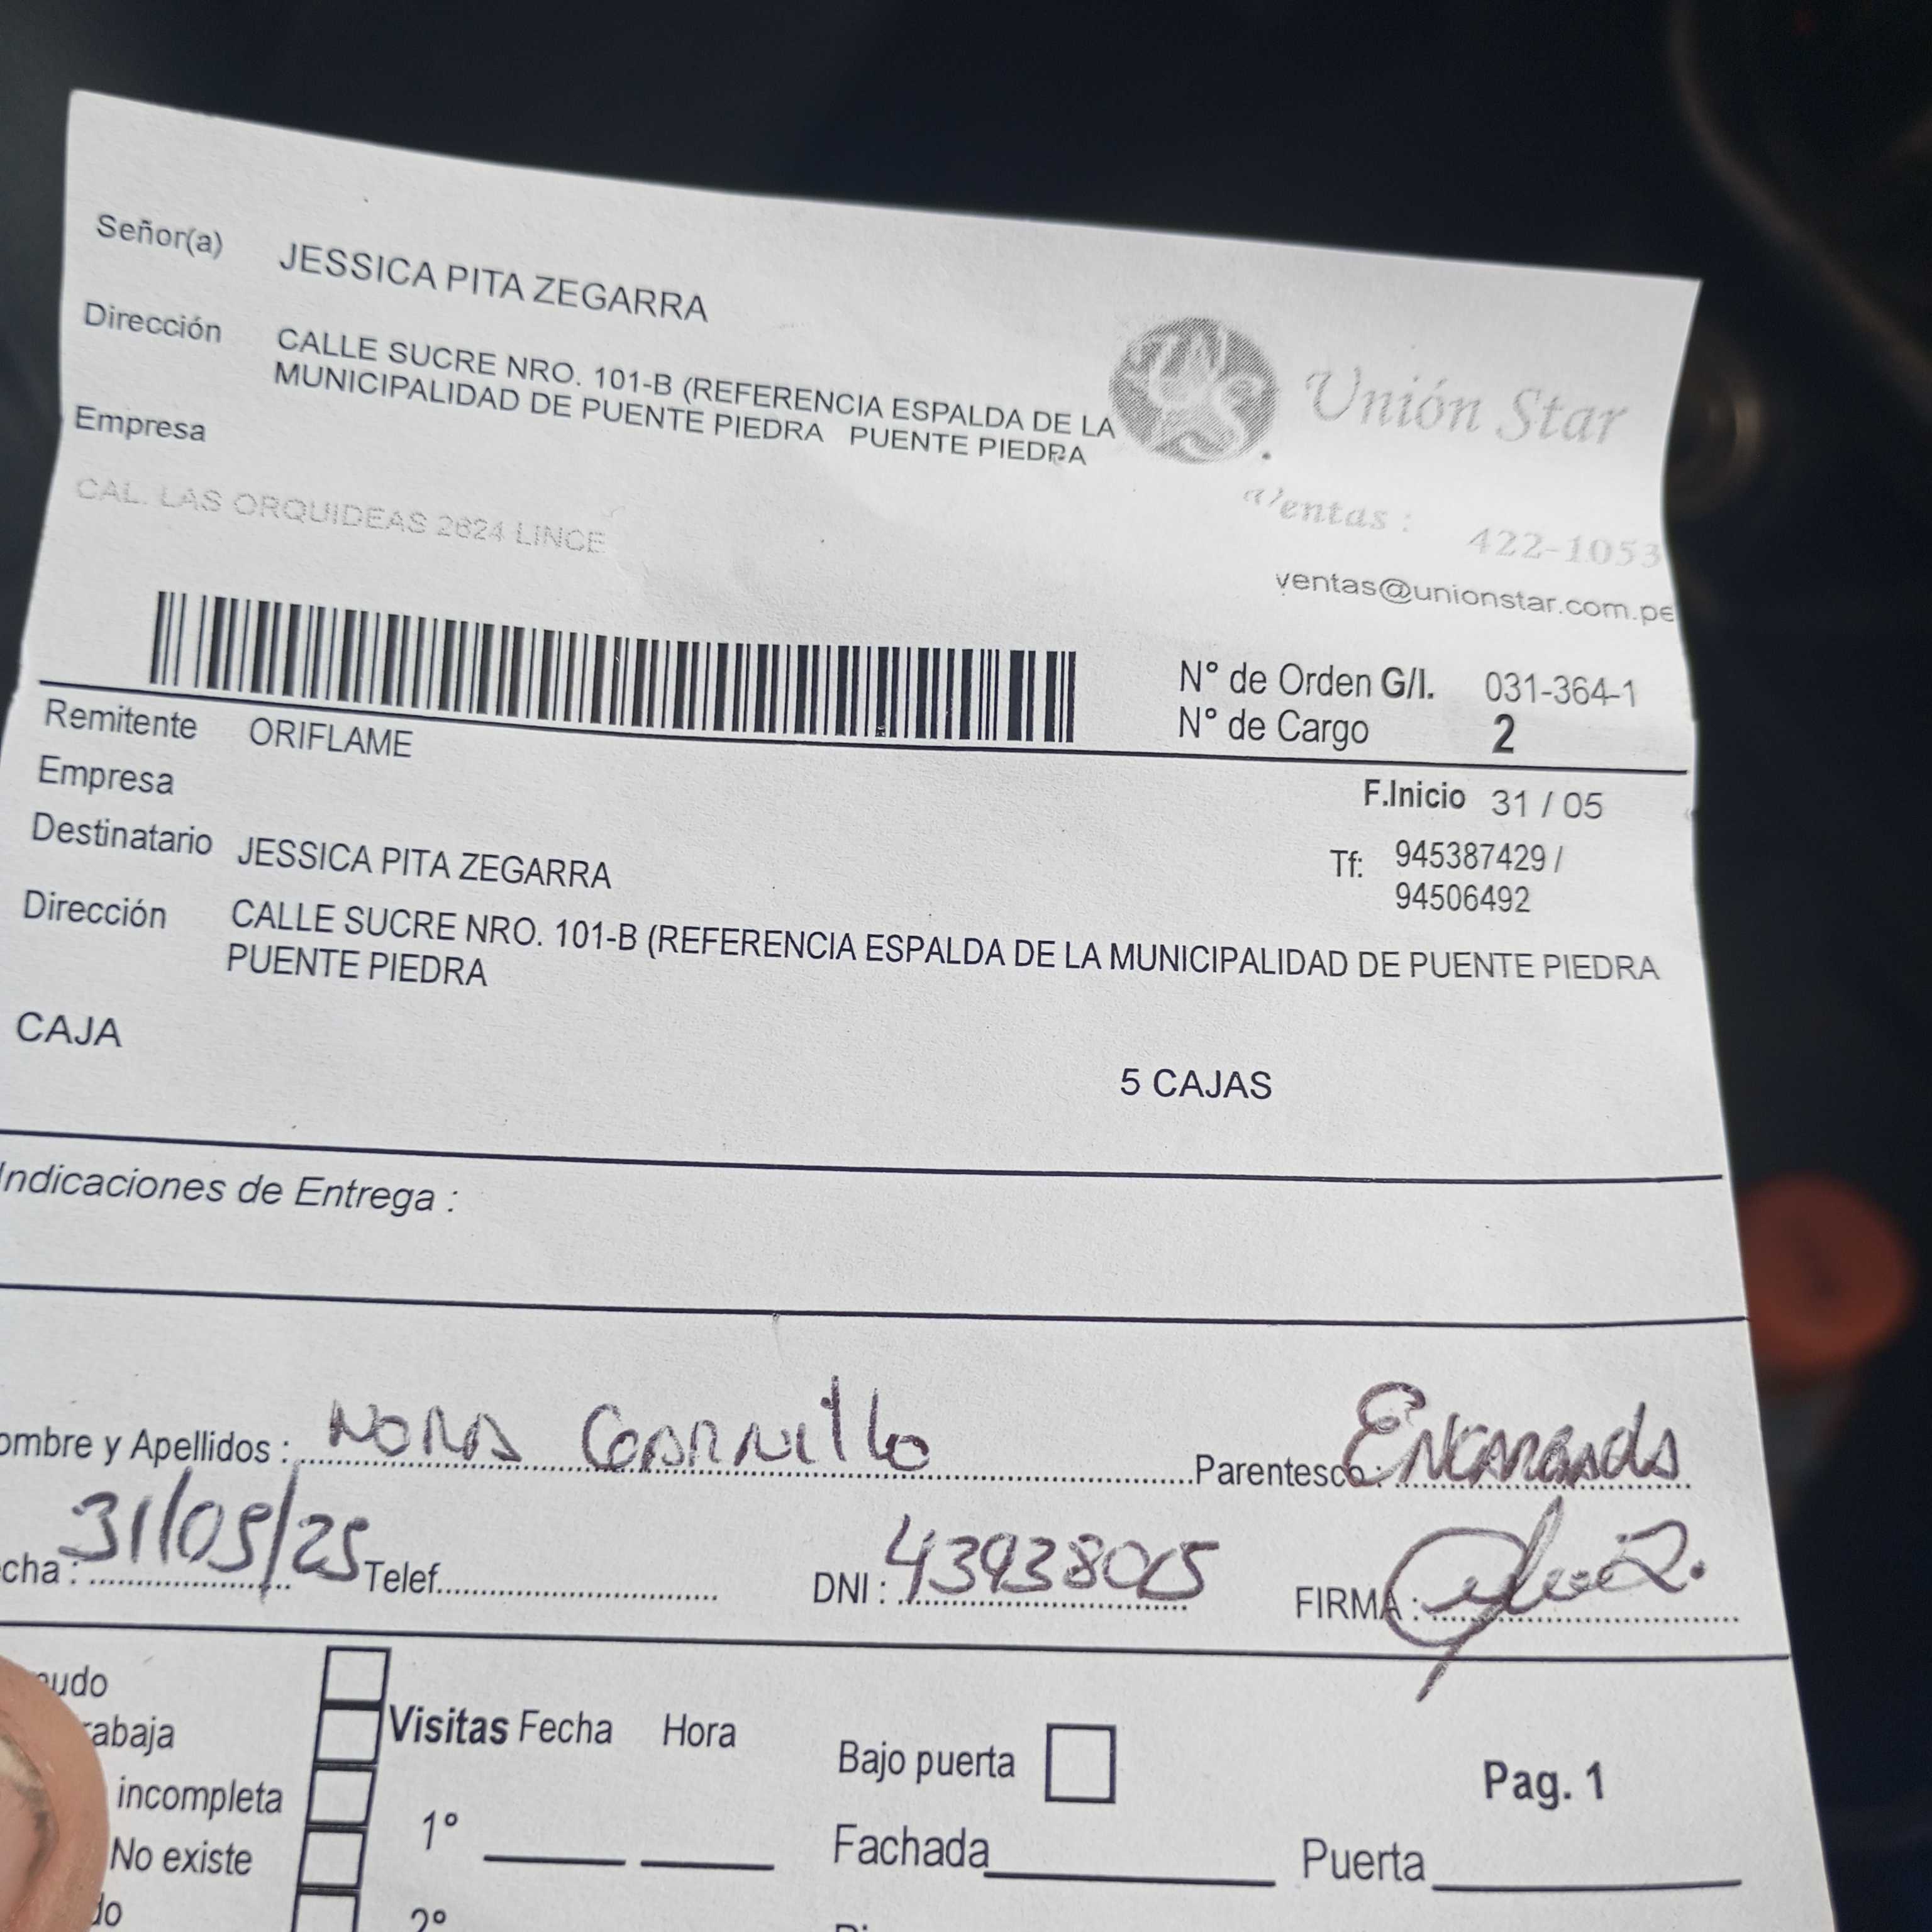 Señor(a) JESSICA PITA ZEGARRA
Dirección CALLE SUCRE NRO. 101-B (REFERENCIA ESPALDA DE LA
MUNICIPALIDAD DE PUENTE PIEDRA PUENTE PIEDRA
Unión Star
Empresa
CAL. LAS ORQUIDEAS 2624 LINCE
Ventas : 422-1053
ventas@unionstar.com.pe
N° de Orden G/I. 031-364-1
N° de Cargo 2
Remitente ORIFLAME
Empresa
F.Inicio 31 / 05
Destinatario JESSICA PITA ZEGARRA
Tf: 945387429 /
94506492
Dirección CALLE SUCRE NRO. 101-B (REFERENCIA ESPALDA DE LA MUNICIPALIDAD DE PUENTE PIEDRA
PUENTE PIEDRA
CAJA
5 CAJAS
Indicaciones de Entrega :
ombre y Apellidos : NORA Parentesco :
cha : 31/05/25 Telef. DNI : FIRMA :
udo
abaja
incompleta
No existe
do
Visitas Fecha Hora
1°
2°
Bajo puerta
Pag. 1
Fachada Puerta